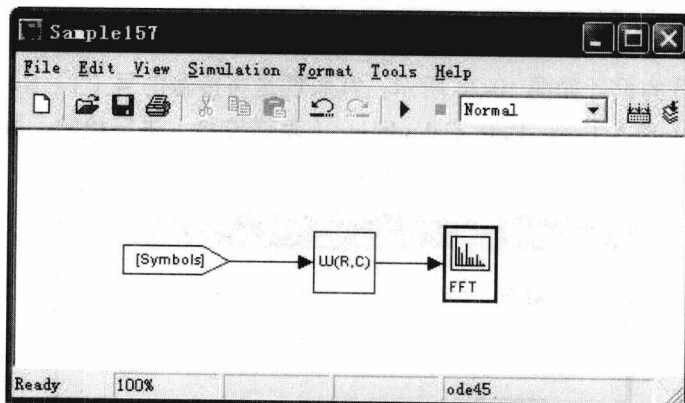 Sample157
File Edit View Simulation Format Tools Help
Normal
[Symbols]
U(R,C)
FFT
Ready 100% ode45